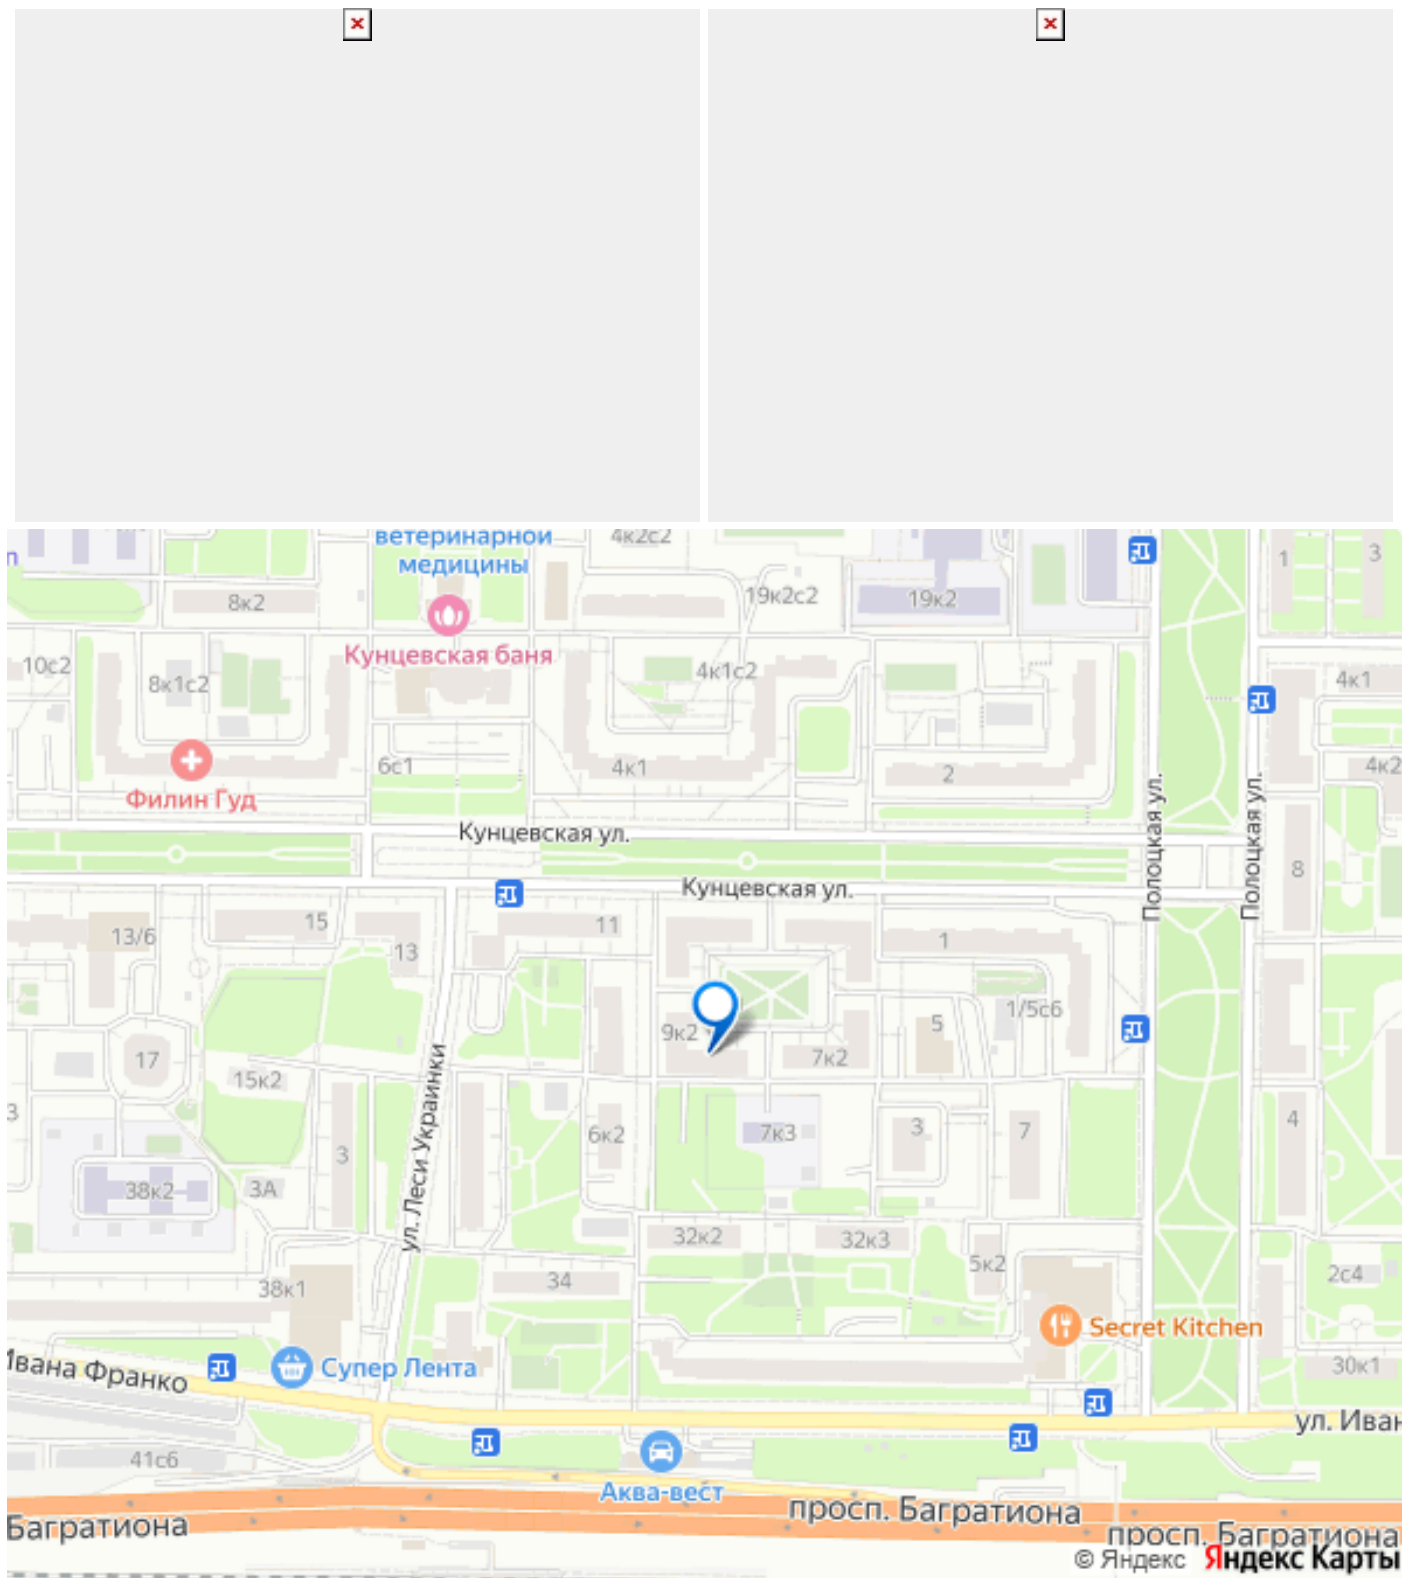 ветеринарной
4к2с2
медицины
1
3
п
8к2
19к2с2
19к2
Кунцевская баня
10с2
8к1с2
4к1с2
4к1
6с1
4к1
2
4к2
Филин Гуд
Кунцевская ул.
Полоцкая ул.
Полоцкая ул.
Кунцевская ул.
8
13/6
15
13
11
1
9к2
7к2
5
1/5с6
17
15к2
ул. Леси Украинки
3
3
6к2
7к3
3
7
4
38к2
3А
32к2
32к3
5к2
2с4
38к1
34
Secret Kitchen
Ивана Франко
Супер Лента
30к1
ул. Иван
41с6
Аква-вест
Багратиона
просп. Багратиона
просп. Багратиона
© Яндекс Яндекс Карты